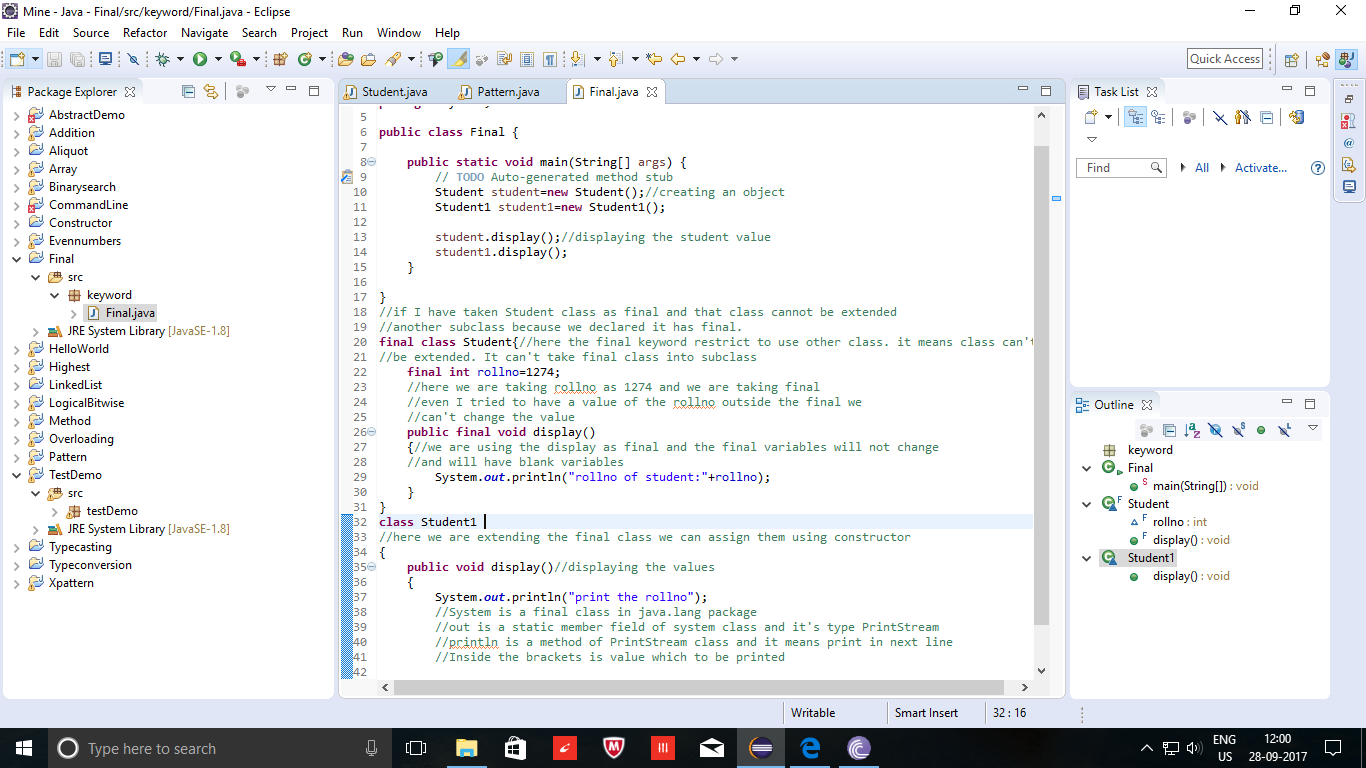 Mine - Java - Final/src/keyword/Final.java - Eclipse
File Edit Source Refactor Navigate Search Project Run Window Help
Quick Access
Package Explorer
AbstractDemo
Addition
Aliquot
Array
Binarysearch
CommandLine
Constructor
Evennumbers
Final
src
keyword
Final.java
JRE System Library [JavaSE-1.8]
HelloWorld
Highest
LinkedList
LogicalBitwise
Method
Overloading
Pattern
TestDemo
src
testDemo
JRE System Library [JavaSE-1.8]
Typecasting
Typeconversion
Xpattern
Student.java Pattern.java Final.java
5
6 public class Final {
7
8 public static void main(String[] args) {
9 // TODO Auto-generated method stub
10 Student student=new Student();//creating an object
11 Student1 student1=new Student1();
12
13 student.display();//displaying the student value
14 student1.display();
15 }
16
17 }
18 //if I have taken Student class as final and that class cannot be extended
19 //another subclass because we declared it has final.
20 final class Student{//here the final keyword restrict to use other class. it means class can't
21 //be extended. It can't take final class into subclass
22 final int rollno=1274;
23 //here we are taking rollno as 1274 and we are taking final
24 //even I tried to have a value of the rollno outside the final we
25 //can't change the value
26 public final void display()
27 {//we are using the display as final and the final variables will not change
28 //and will have blank variables
29 System.out.println("rollno of student:"+rollno);
30 }
31 }
32 class Student1
33 //here we are extending the final class we can assign them using constructor
34 {
35 public void display()//displaying the values
36 {
37 System.out.println("print the rollno");
38 //System is a final class in java.lang package
39 //out is a static member field of system class and it's type PrintStream
40 //println is a method of PrintStream class and it means print in next line
41 //Inside the brackets is value which to be printed
42
Task List
Find All Activate...
Outline
keyword
Final
main(String[]) : void
Student
rollno : int
display() : void
Student1
display() : void
Writable Smart Insert 32 : 16
Type here to search
ENG
US
12:00
28-09-2017